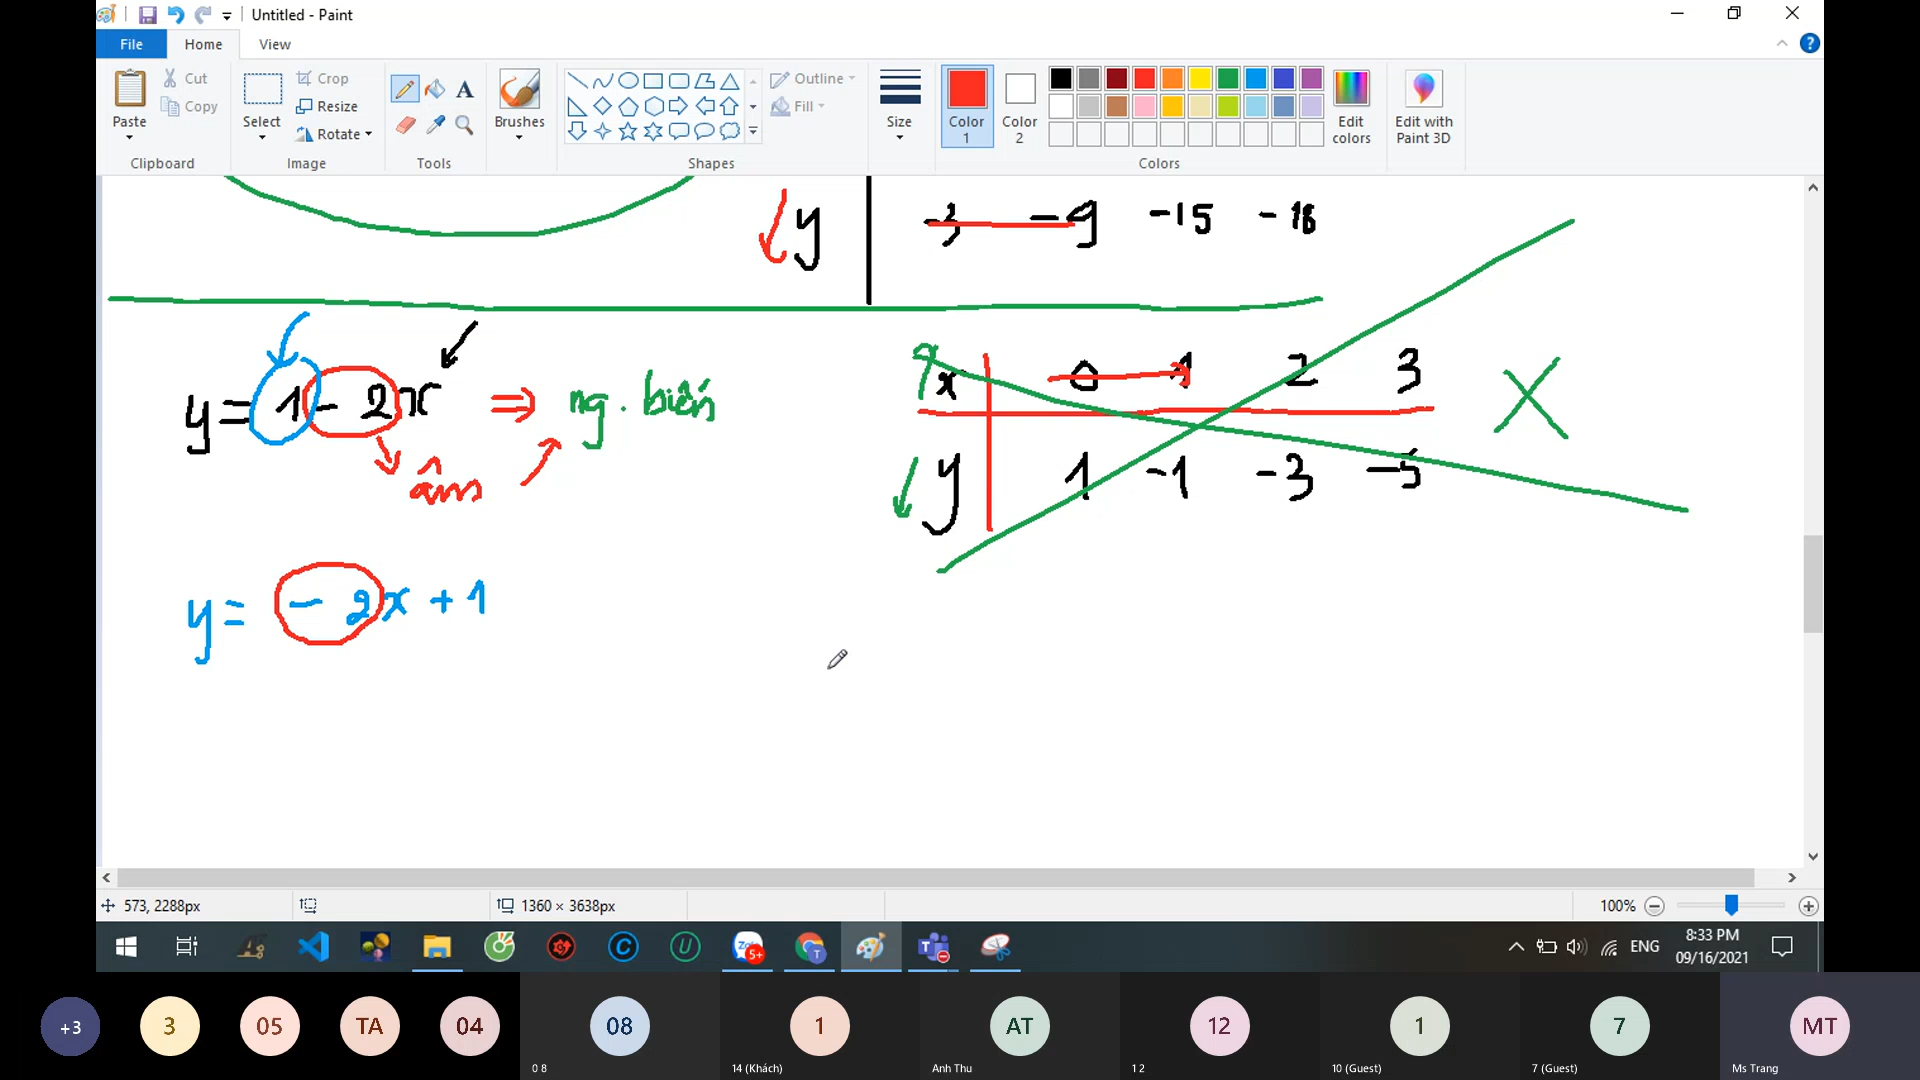 Untitled - Paint
File Home View
Paste
Cut
Copy
Clipboard
Select
Crop
Resize
Rotate
Image
Tools
Brushes
Outline
Fill
Shapes
Size
Color 1
Color 2
Edit colors
Colors
Edit with Paint 3D
y -3 -9 -15 -18
y = 1 - 2x ⇒ ng. biến
âm
x 0 1 2 3
y 1 -1 -3 -5
X
y = - 2x + 1
573, 2288px
1360 × 3638px
100%
ENG
8:33 PM
09/16/2021
5+
T
+3
3
05
TA
04
08
1
AT
12
1
7
MT
0 8
14 (Khách)
Anh Thu
1 2
10 (Guest)
7 (Guest)
Ms Trang